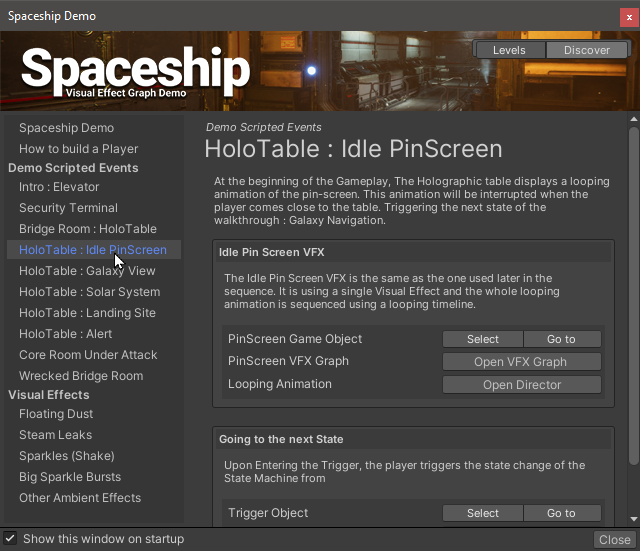 Spaceship Demo
x
Spaceship
Visual Effect Graph Demo
Levels
Discover
Spaceship Demo
How to build a Player
Demo Scripted Events
Intro : Elevator
Security Terminal
Bridge Room : HoloTable
HoloTable : Idle PinScreen
HoloTable : Galaxy View
HoloTable : Solar System
HoloTable : Landing Site
HoloTable : Alert
Core Room Under Attack
Wrecked Bridge Room
Visual Effects
Floating Dust
Steam Leaks
Sparkles (Shake)
Big Sparkle Bursts
Other Ambient Effects
Demo Scripted Events
HoloTable : Idle PinScreen
At the beginning of the Gameplay, The Holographic table displays a looping
animation of the pin-screen. This animation will be interrupted when the
player comes close to the table. Triggering the next state of the
walkthrough : Galaxy Navigation.
Idle Pin Screen VFX
The Idle Pin Screen VFX is the same as the one used later in the
sequence. It is using a single Visual Effect and the whole looping
animation is sequenced using a looping timeline.
PinScreen Game Object
Select
Go to
PinScreen VFX Graph
Open VFX Graph
Looping Animation
Open Director
Going to the next State
Upon Entering the Trigger, the player triggers the state change of the
State Machine from
Trigger Object
Select
Go to
Show this window on startup
Close